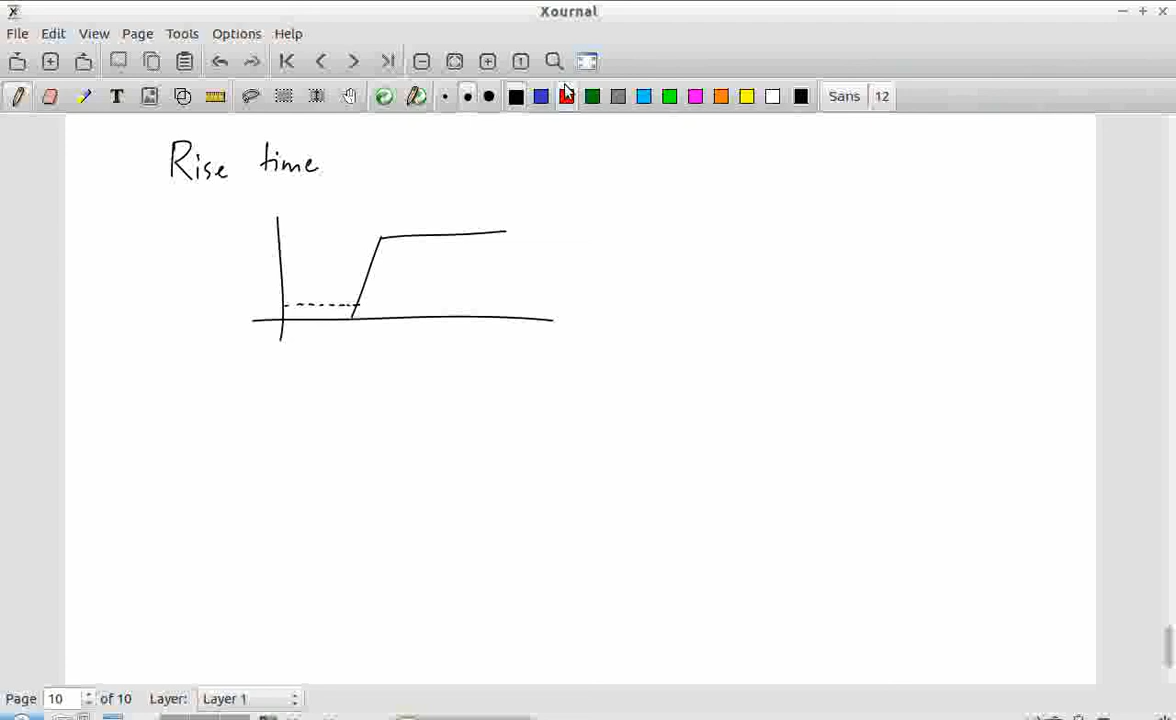 Xournal
File Edit View Page Tools Options Help
Sans 12
Rise time
Page 10 of 10 Layer: Layer 1